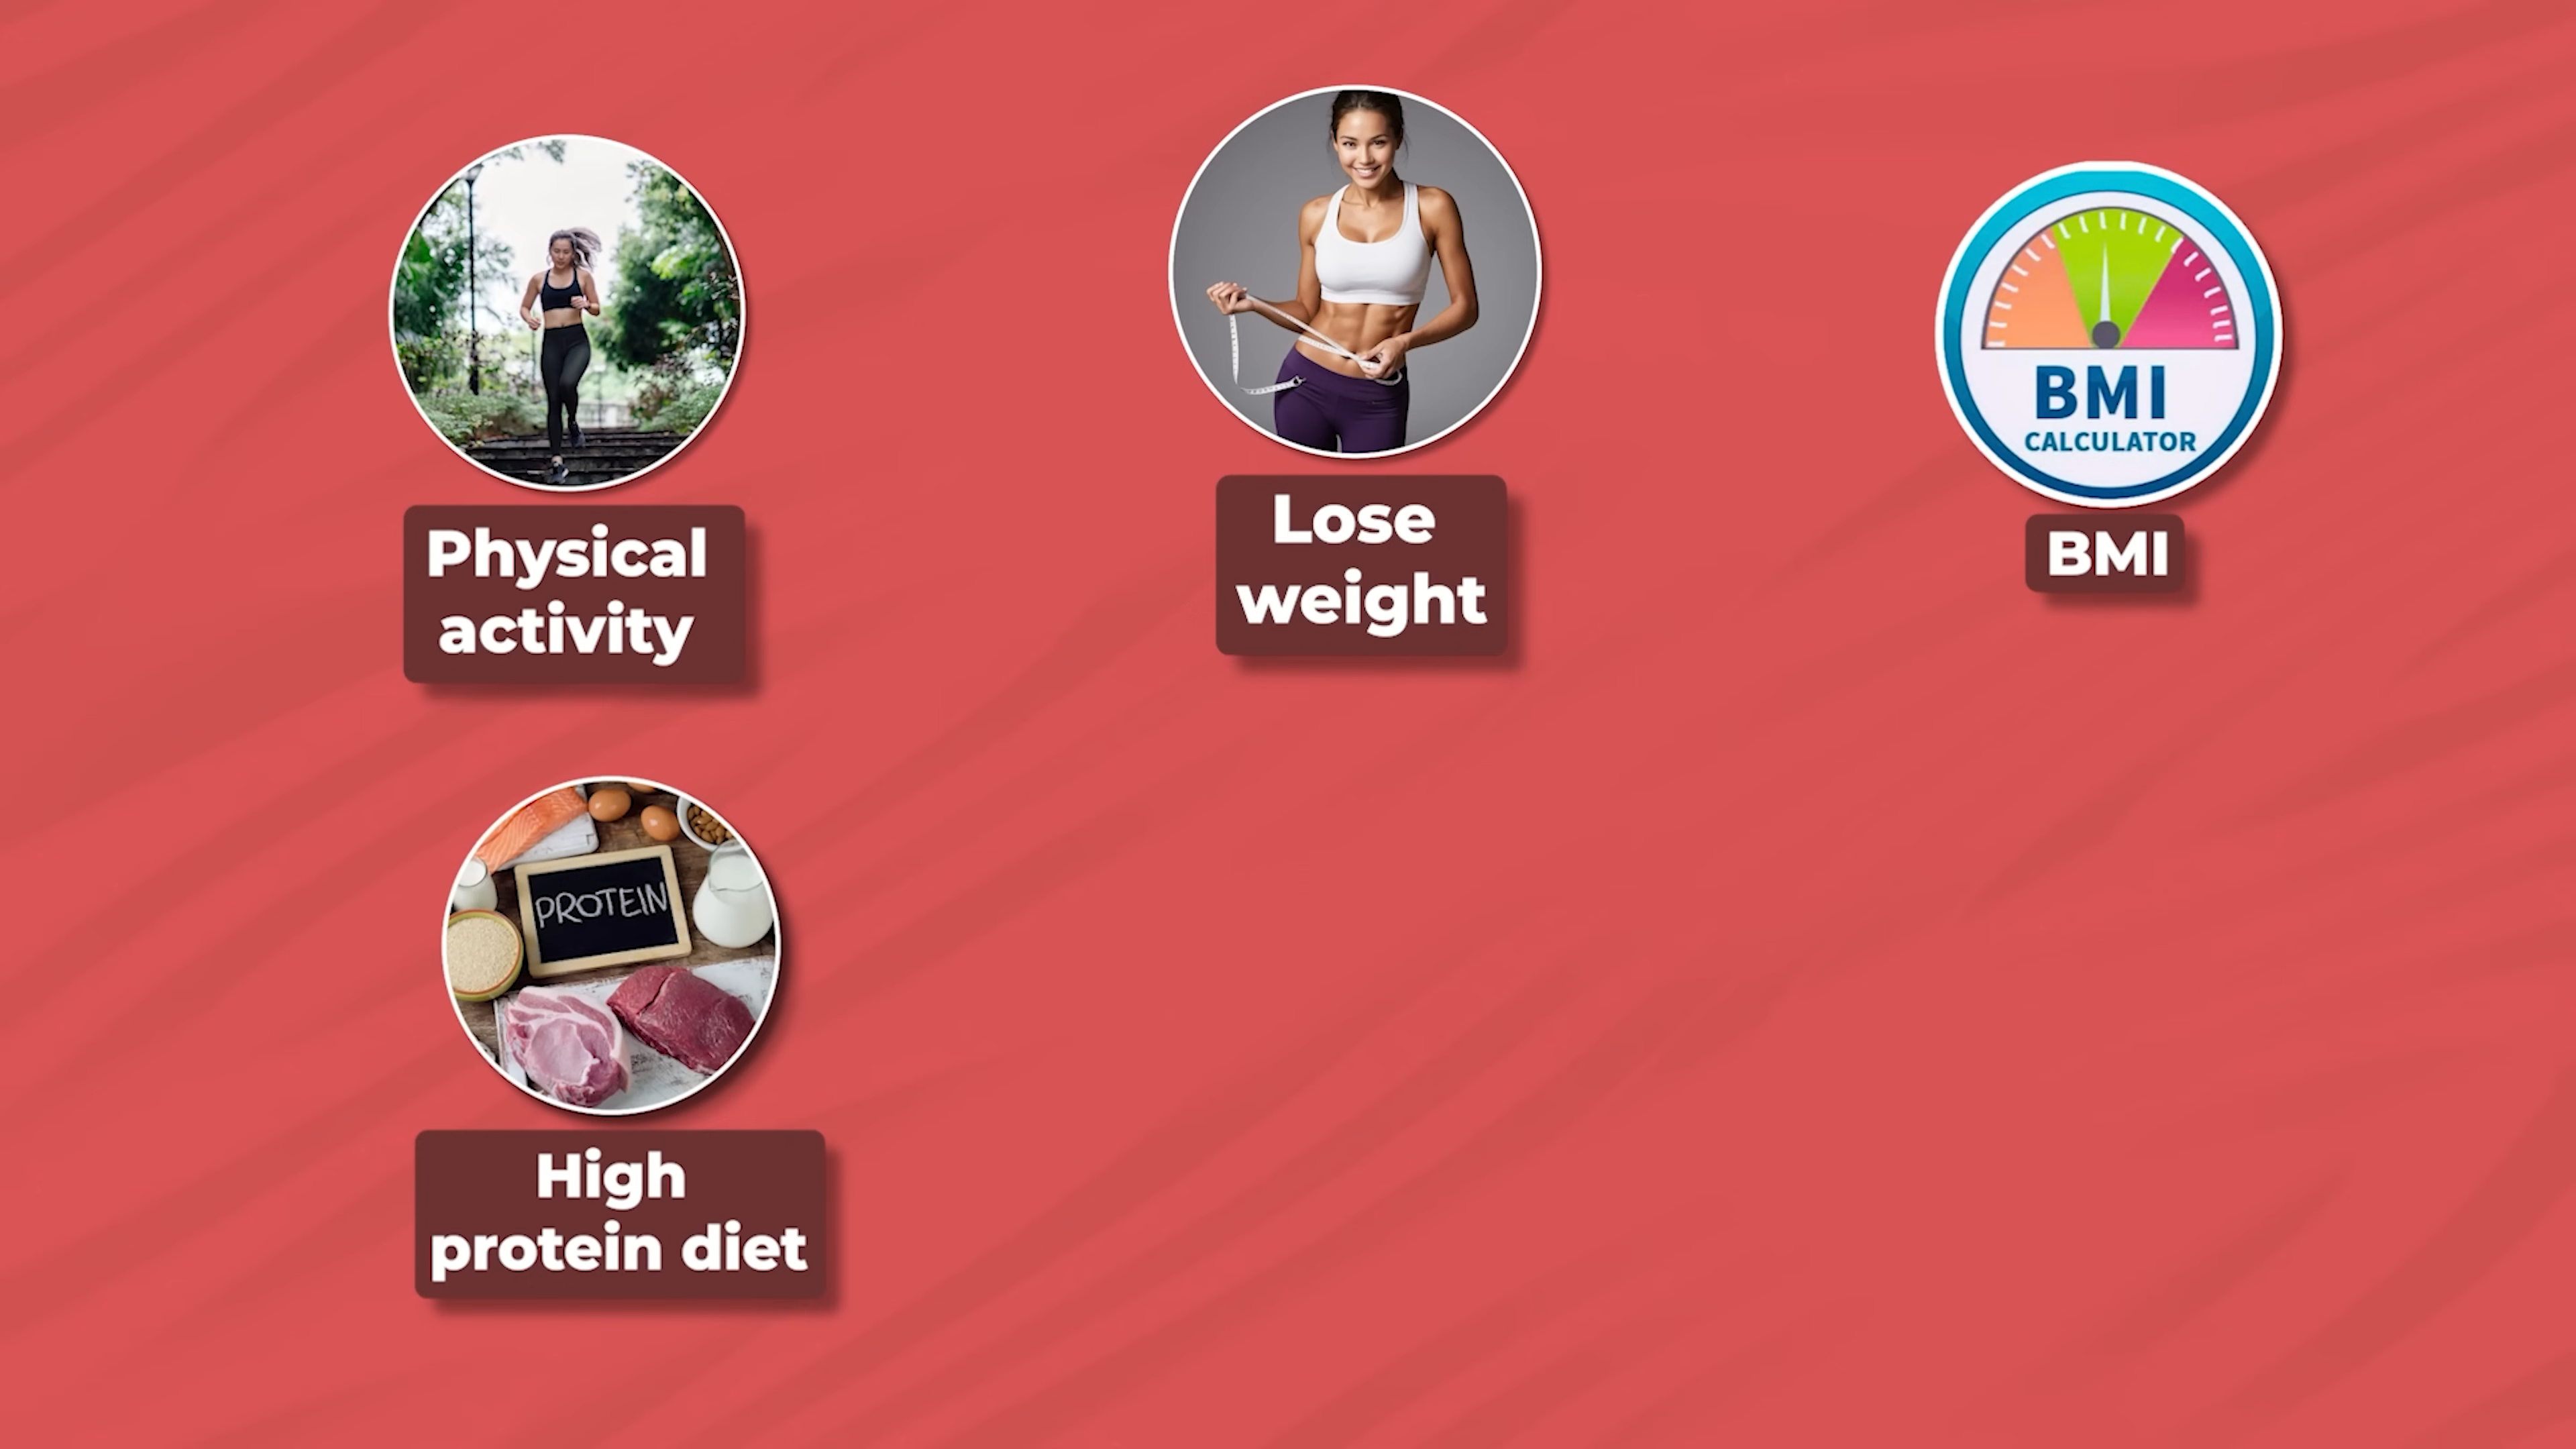 Physical
activity
Lose
weight
BMI
CALCULATOR
BMI
PROTEIN
High
protein diet